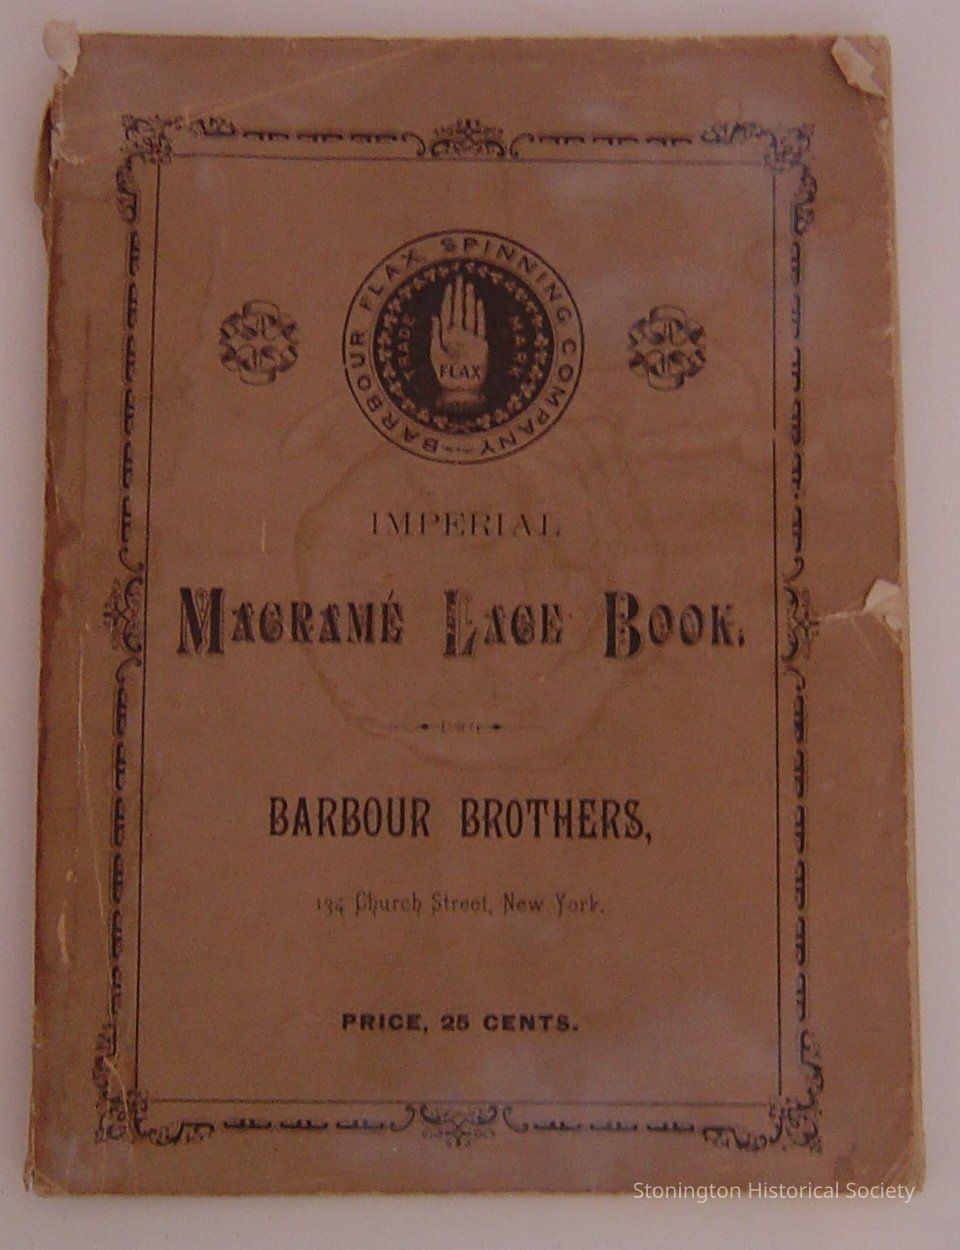 BARBOUR FLAX SPINNING COMPANY
TRADE MARK
FLAX
IMPERIAL
MACRAMÉ LACE BOOK.
BARBOUR BROTHERS,
134 Church Street, New York.
PRICE, 25 CENTS.
Stonington Historical Society